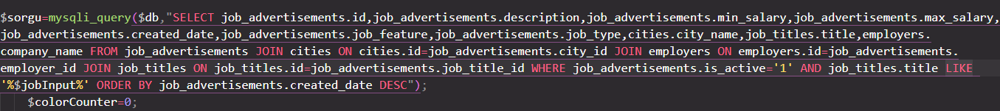 $sorgu=mysqli_query($db,"SELECT job_advertisements.id,job_advertisements.description,job_advertisements.min_salary,job_advertisements.max_salary,
job_advertisements.created_date,job_advertisements.job_feature,job_advertisements.job_type,cities.city_name,job_titles.title,employers.
company_name FROM job_advertisements JOIN cities ON cities.id=job_advertisements.city_id JOIN employers ON employers.id=job_advertisements.
employer_id JOIN job_titles ON job_titles.id=job_advertisements.job_title_id WHERE job_advertisements.is_active='1' AND job_titles.title LIKE
'%$jobInput%' ORDER BY job_advertisements.created_date DESC");
$colorCounter=0;